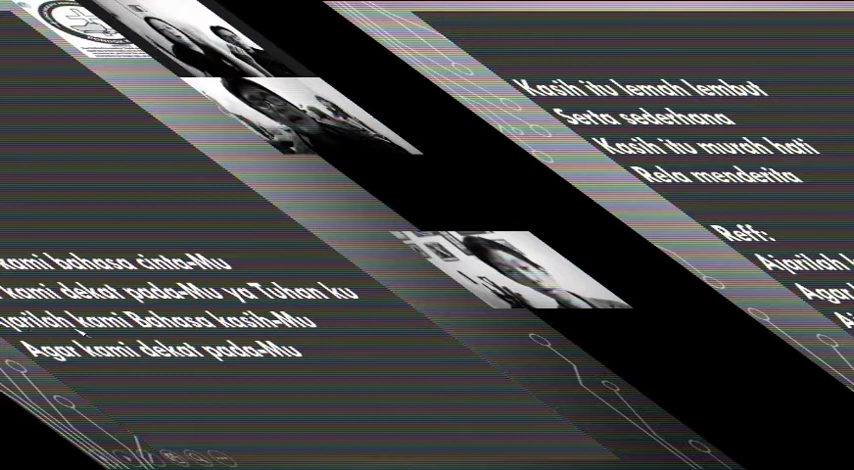 Kasih itu lemah lembut
Serta sederhana
Kasih itu murah hati
Rela menderita
Reff:
Ajarilah
Agar
kami bahasa cinta-Mu
kami dekat pada-Mu ya Tuhan ku
kami Bahasa kasih-Mu
Agar kami dekat pada-Mu